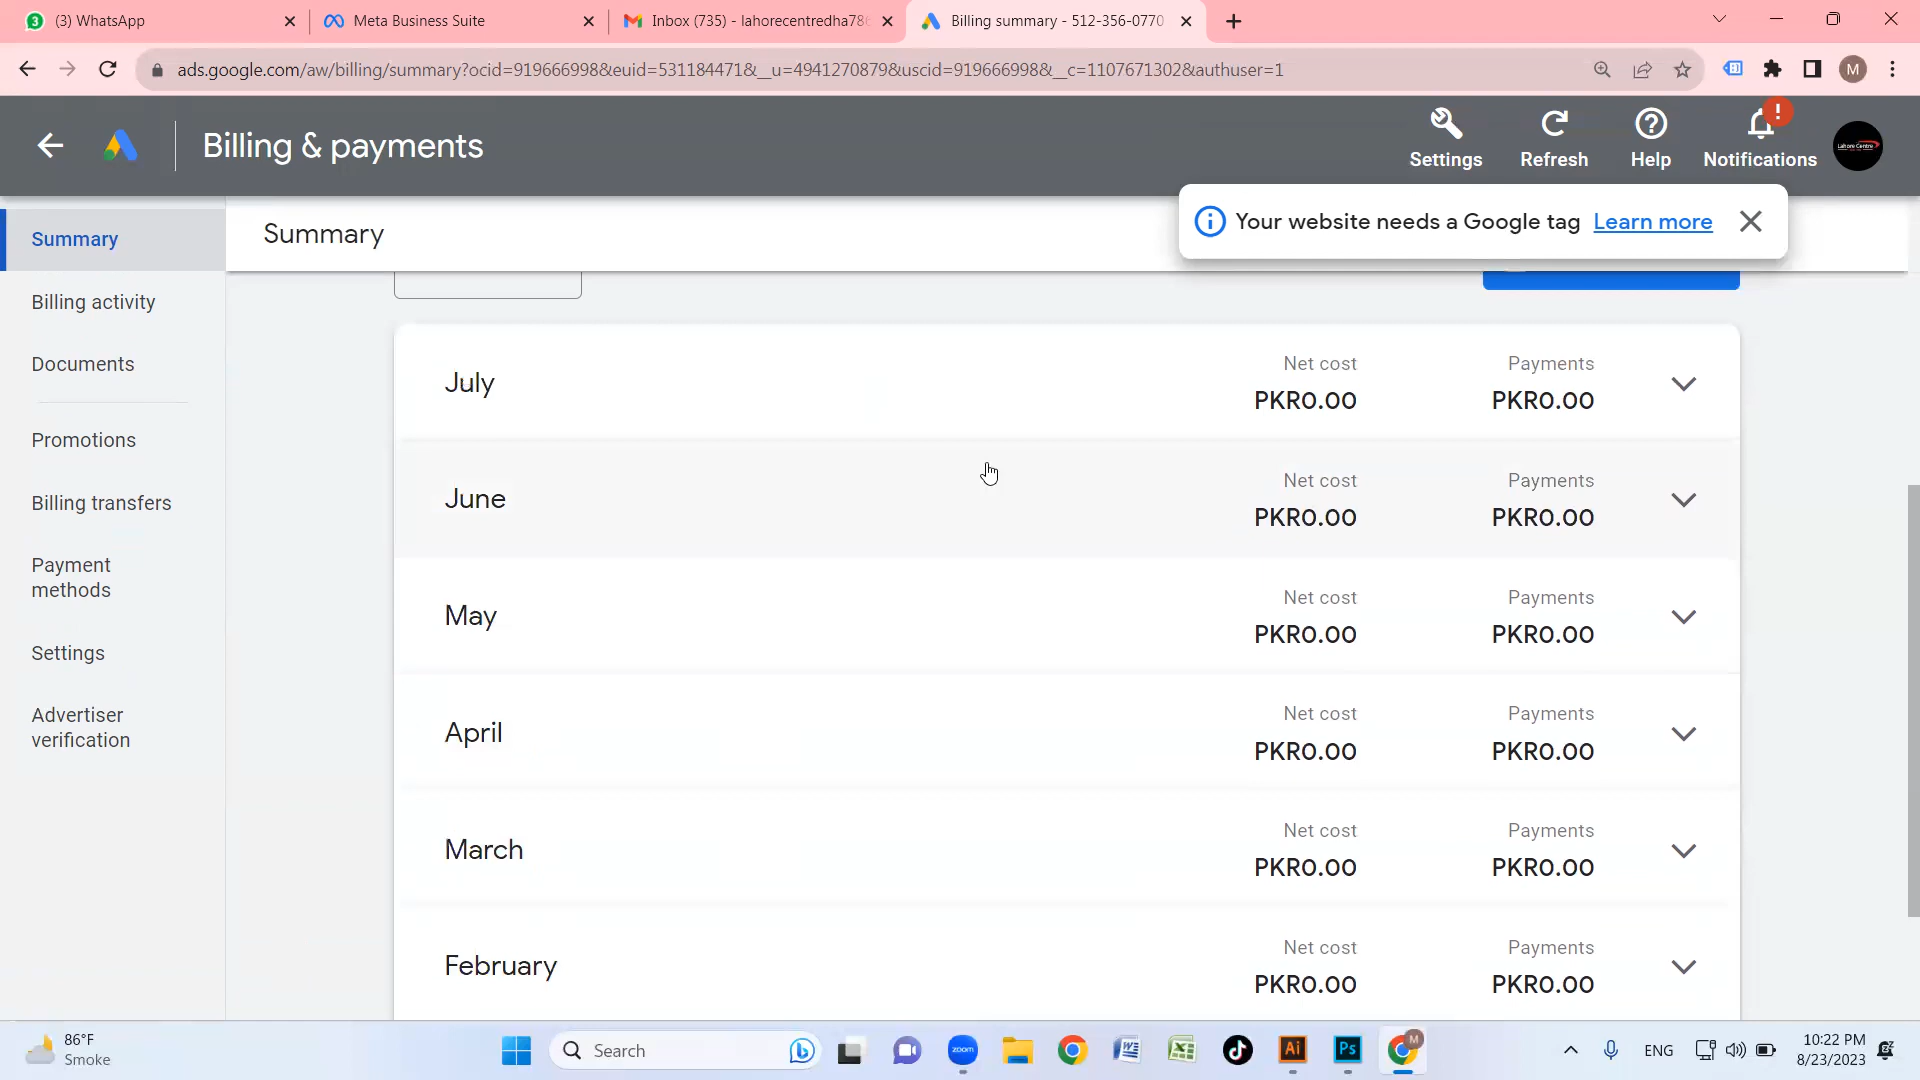 (3) WhatsApp
Meta Business Suite
Inbox (735) - lahorecentredha786
Billing summary - 512-356-0770
ads.google.com/aw/billing/summary?ocid=919666998&euid=531184471&__u=4941270879&uscid=919666998&__c=1107671302&authuser=1
M
Billing & payments
Settings
Refresh
Help
Notifications
Lahore Centre
Your website needs a Google tag Learn more
Summary
Billing activity
Documents
Promotions
Billing transfers
Payment
methods
Settings
Advertiser
verification
Summary
July
Net cost
PKR0.00
Payments
PKR0.00
June
Net cost
PKR0.00
Payments
PKR0.00
May
Net cost
PKR0.00
Payments
PKR0.00
April
Net cost
PKR0.00
Payments
PKR0.00
March
Net cost
PKR0.00
Payments
PKR0.00
February
Net cost
PKR0.00
Payments
PKR0.00
86°F
Smoke
Search
zoom
Ai
Ps
M
ENG
10:22 PM
8/23/2023